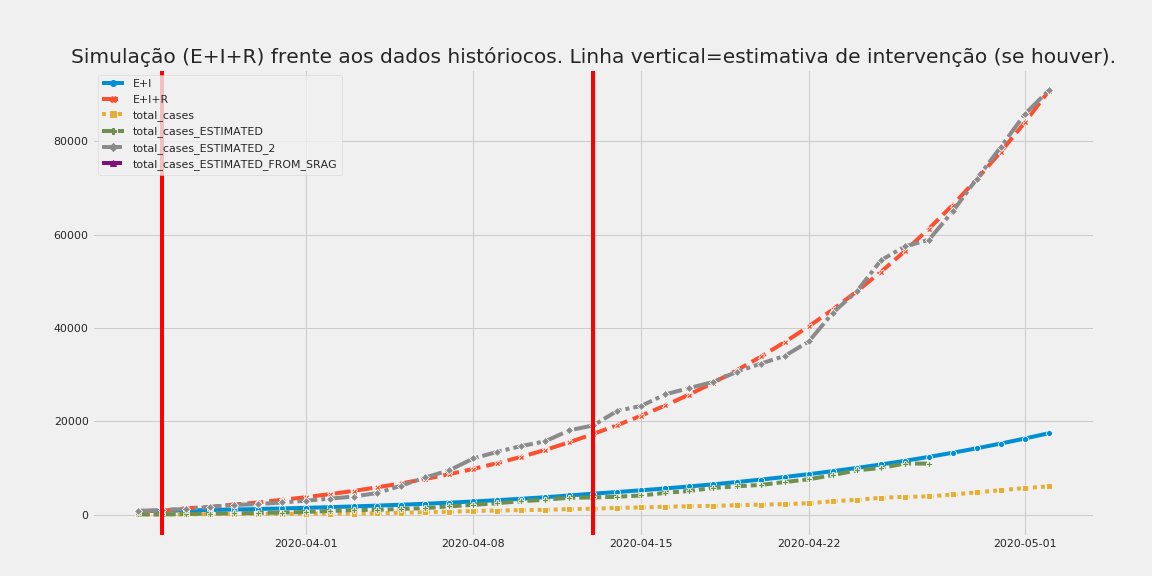 Simulação (E+I+R) frente aos dados históriocos. Linha vertical=estimativa de intervenção (se houver).
E+I
E+I+R
total_cases
total_cases_ESTIMATED
total_cases_ESTIMATED_2
total_cases_ESTIMATED_FROM_SRAG
80000
60000
40000
20000
0
2020-04-01
2020-04-08
2020-04-15
2020-04-22
2020-05-01